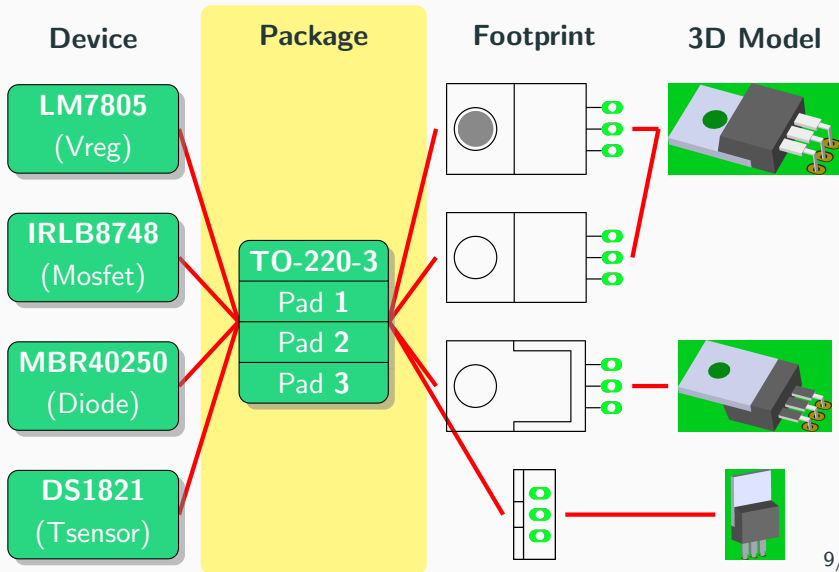 Device
Package
Footprint
3D Model
LM7805
(Vreg)
IRLB8748
(Mosfet)
MBR40250
(Diode)
DS1821
(Tsensor)
TO-220-3
Pad 1
Pad 2
Pad 3
9/